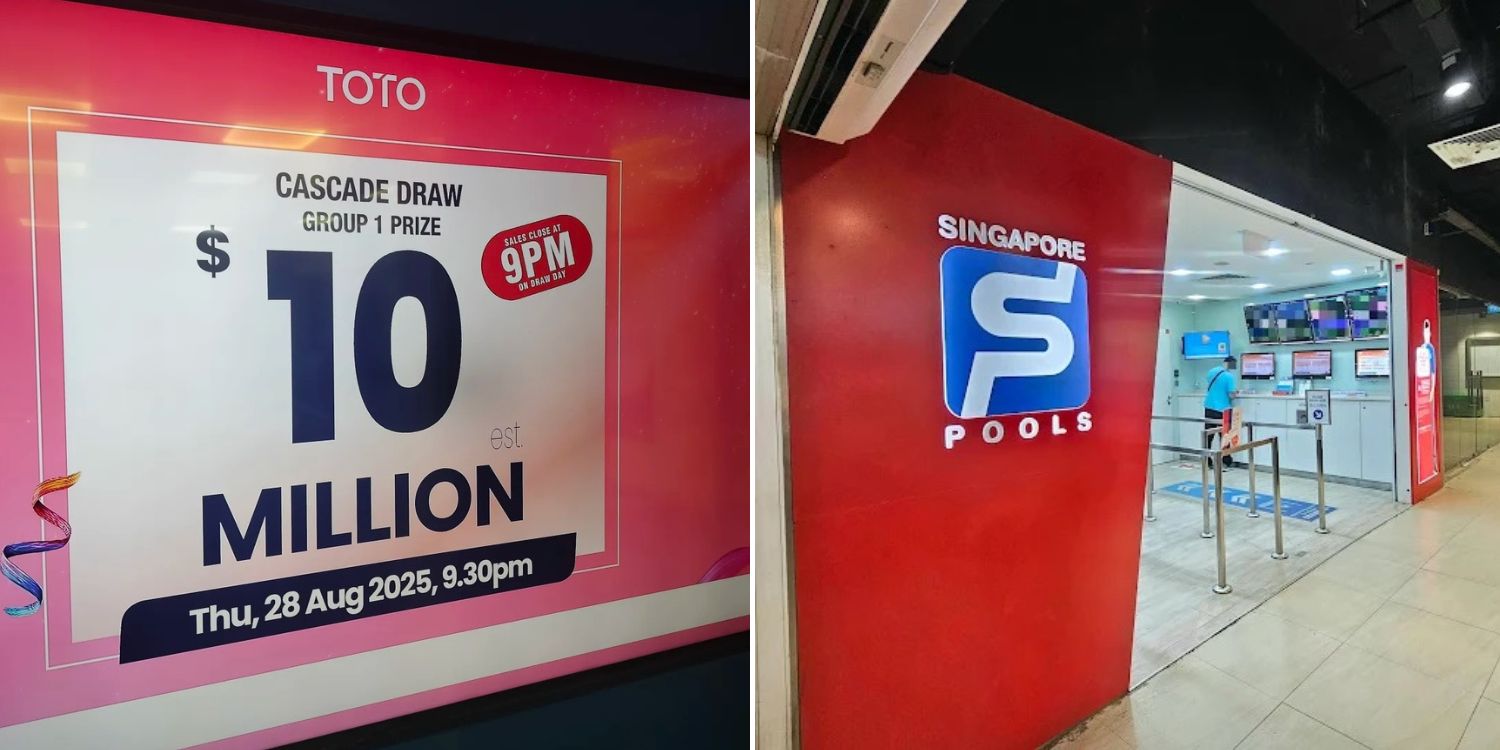 TOTO
CASCADE DRAW
GROUP 1 PRIZE
$10
est.
MILLION
SALES CLOSE AT
9PM
ON DRAW DAY
Thu, 28 Aug 2025, 9.30pm
SINGAPORE
POOLS